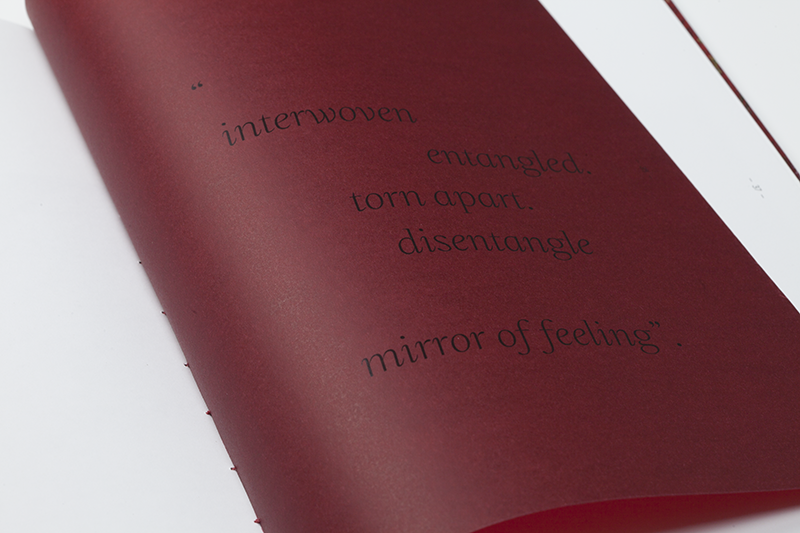 “
interwoven
entangled,
torn apart,
disentangle
mirror of feeling” .